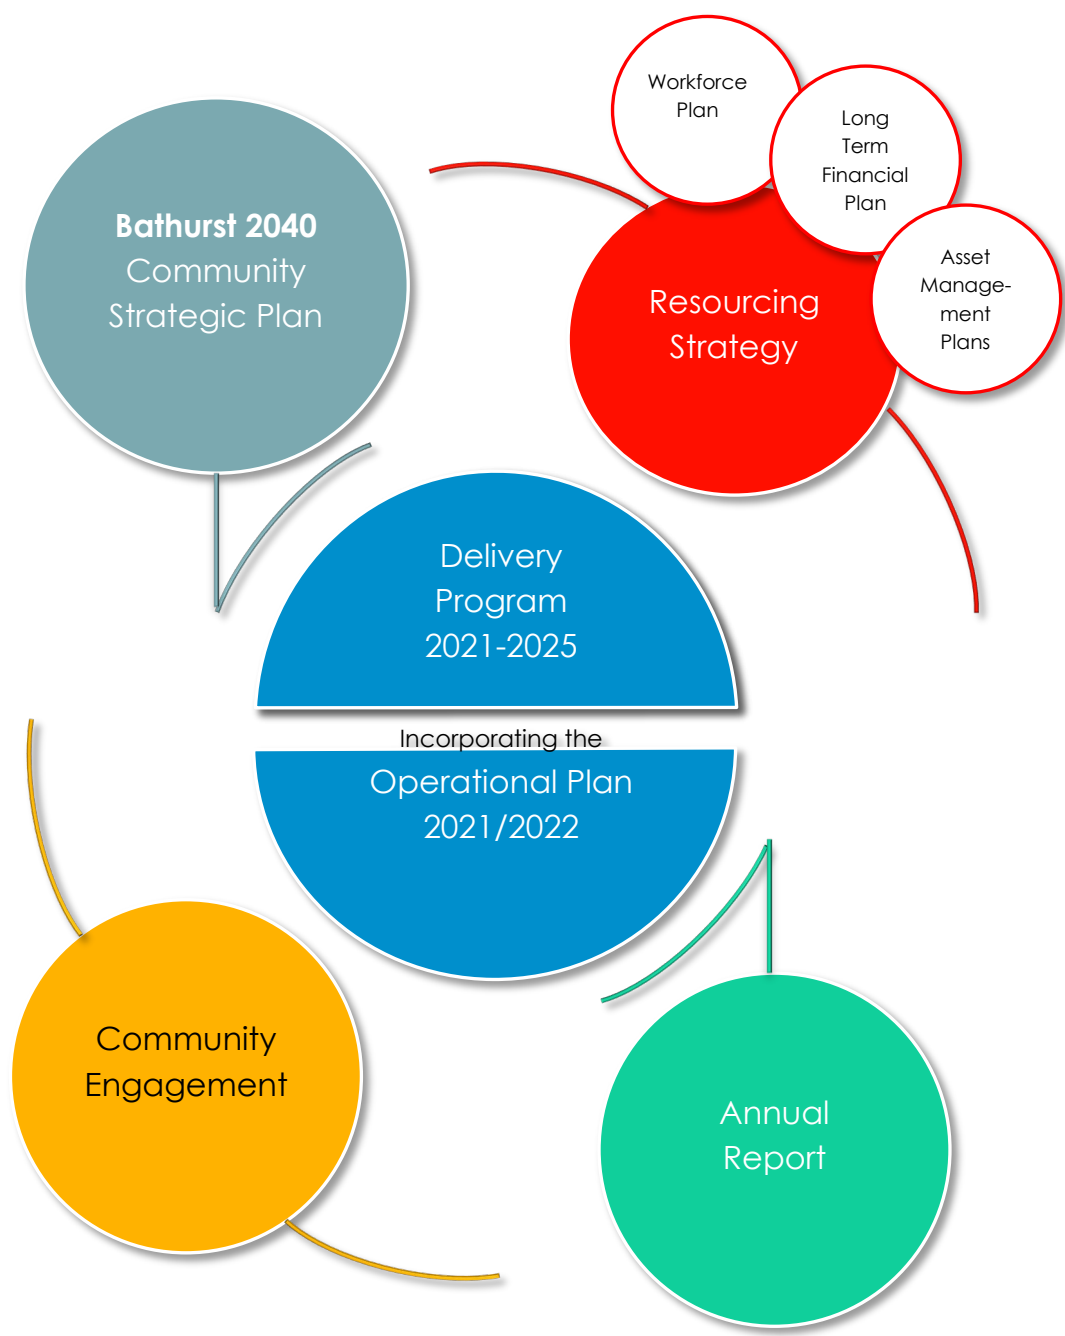 Bathurst 2040
Community
Strategic Plan
Workforce
Plan
Long
Term
Financial
Plan
Asset
Manage-
ment
Plans
Resourcing
Strategy
Delivery
Program
2021-2025
Incorporating the
Operational Plan
2021/2022
Community
Engagement
Annual
Report